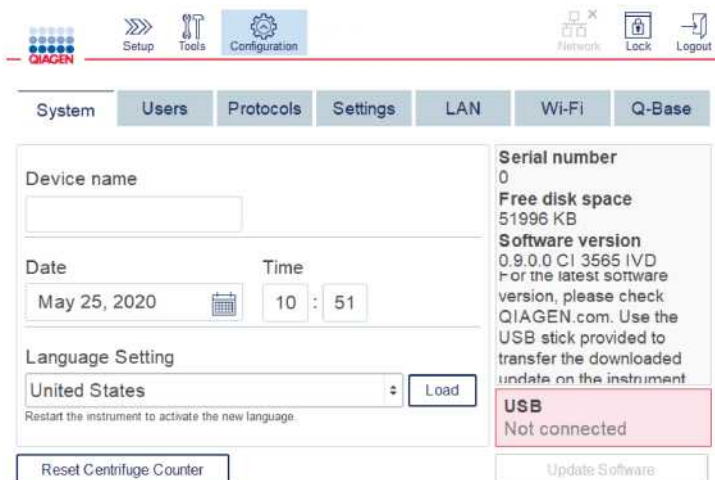 QIAGEN
Setup
Tools
Configuration
Network
Lock
Logout
System
Users
Protocols
Settings
LAN
Wi-Fi
Q-Base
Device name
Date
Time
May 25, 2020
10 : 51
Language Setting
United States
Load
Restart the instrument to activate the new language.
Reset Centrifuge Counter
Serial number
0
Free disk space
51996 KB
Software version
0.9.0.0 CI 3565 IVD
For the latest software
version, please check
QIAGEN.com. Use the
USB stick provided to
transfer the downloaded
update on the instrument
USB
Not connected
Update Software